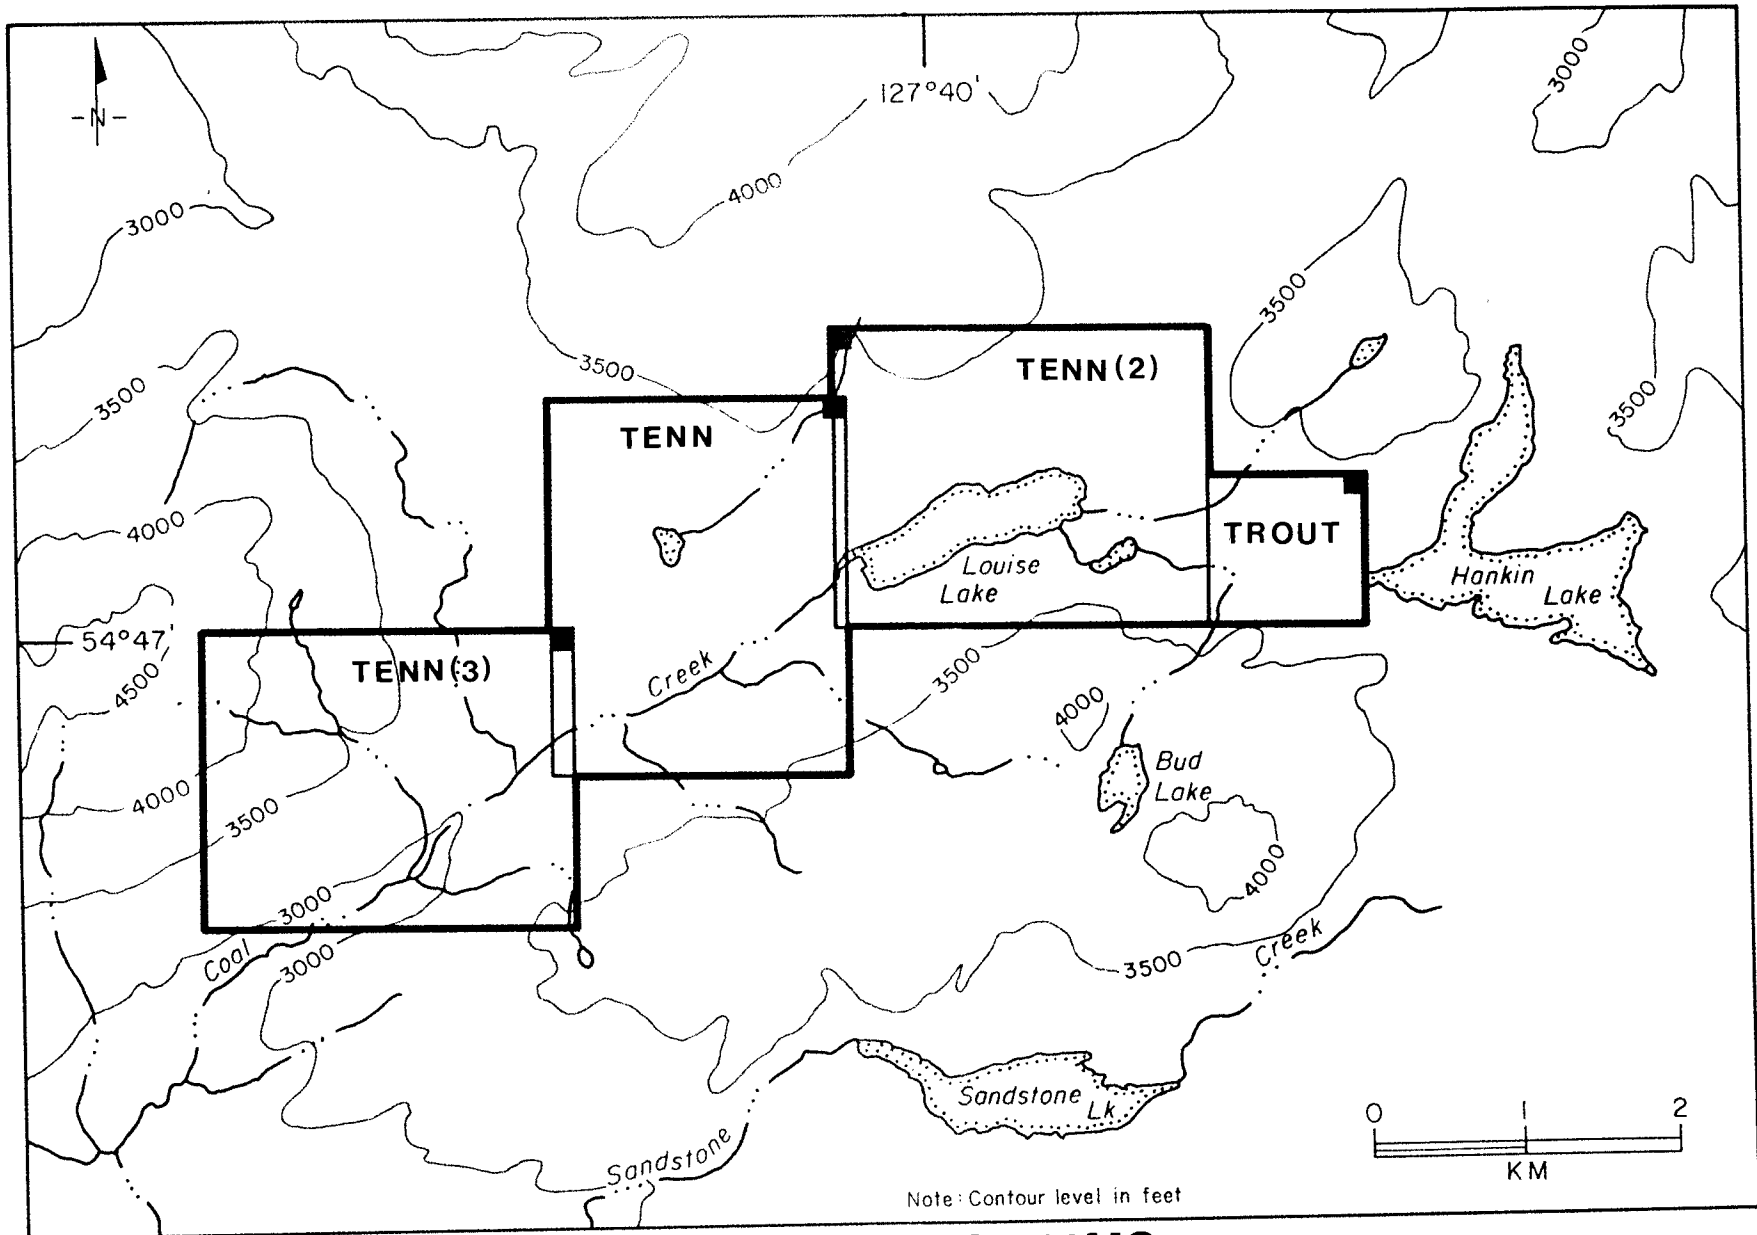 127°40'
-N-
3000
3000
4000
3500
3500
TENN (2)
3500
3500
3500
TENN
4000
TROUT
Louise
Lake
Hankin
Lake
54°47'
TENN (3)
4500
Creek
3500
4000
Bud
Lake
4000
3500
4000
3000
Coal
3000
3500
Creek
Sandstone
Lk
Sandstone
0 1 2
KM
Note: Contour level in feet